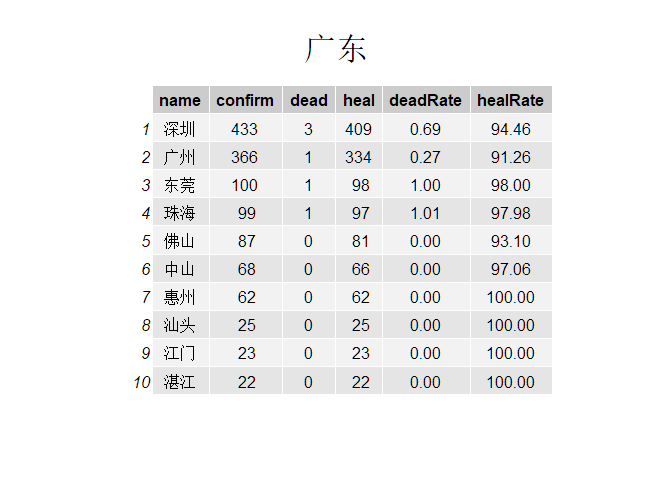 广东
name confirm dead heal deadRate healRate
1 深圳 433 3 409 0.69 94.46
2 广州 366 1 334 0.27 91.26
3 东莞 100 1 98 1.00 98.00
4 珠海 99 1 97 1.01 97.98
5 佛山 87 0 81 0.00 93.10
6 中山 68 0 66 0.00 97.06
7 惠州 62 0 62 0.00 100.00
8 汕头 25 0 25 0.00 100.00
9 江门 23 0 23 0.00 100.00
10 湛江 22 0 22 0.00 100.00